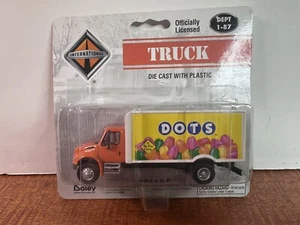 INTERNATIONAL
Officially
Licensed
DEPT
1-87
TRUCK
DIE CAST WITH PLASTIC
DOTS
Boley